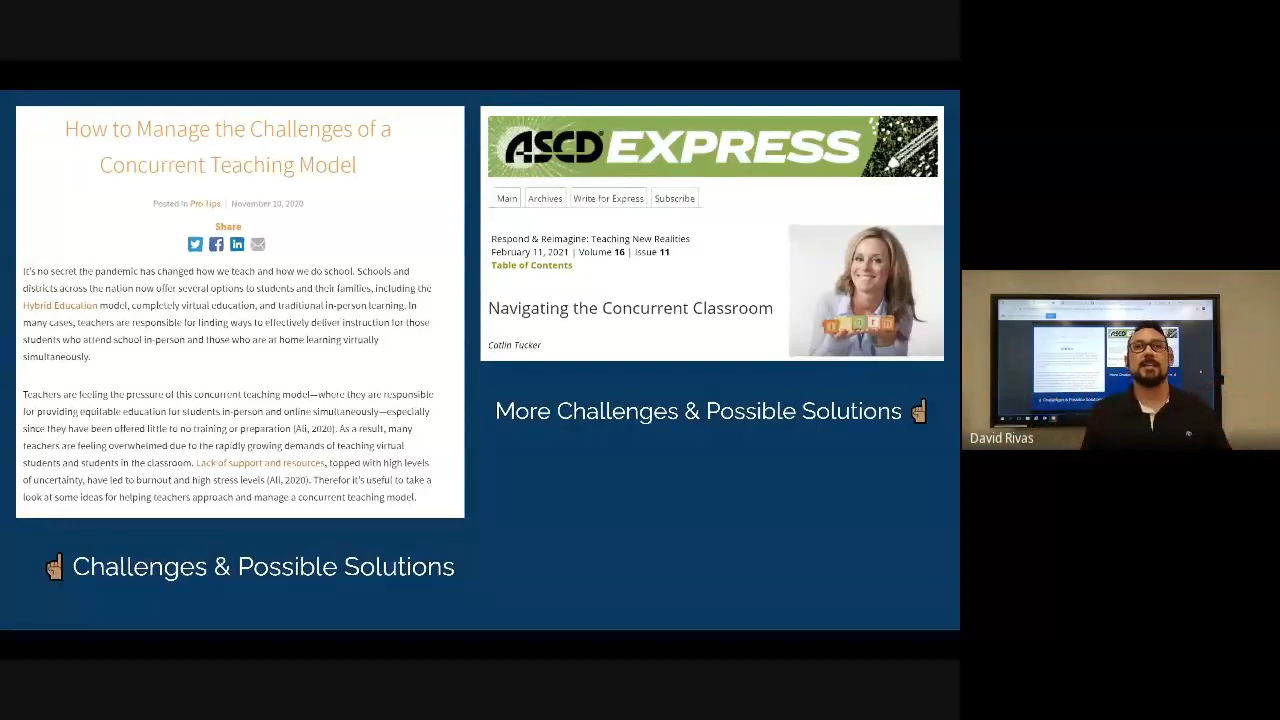 How to Manage the Challenges of a
Concurrent Teaching Model
Posted In Pro Tips | November 10, 2020
Share
It's no secret the pandemic has changed how we teach and how we do school. Schools and
districts across the nation now offer several options to students and their families, including the
Hybrid Education model, completely virtual education, and traditional in-person learning. In
many cases, teachers are responsible for finding ways to effectively deliver instruction for those
students who attend school in-person and those who are at home learning virtually
simultaneously.
Teachers are feeling the pressure of the concurrent teaching model—where they are responsible
for providing equitable education for students in-person and online simultaneously—especially
since they have been offered little to no training or preparation (Ali, 2020). As a result, many
teachers are feeling overwhelmed due to the rapidly growing demands of teaching virtual
students and students in the classroom. Lack of support and resources, topped with high levels
of uncertainty, have led to burnout and high stress levels (Ali, 2020). Therefor it's useful to take a
look at some ideas for helping teachers approach and manage a concurrent teaching model.
☝🏽 Challenges & Possible Solutions
ASCD EXPRESS
Main Archives Write for Express Subscribe
Respond & Reimagine: Teaching New Realities
February 11, 2021 | Volume 16 | Issue 11
Table of Contents
Navigating the Concurrent Classroom
Catlin Tucker
More Challenges & Possible Solutions ☝🏽
Challenges & Possible Solutions
More Chall
David Rivas